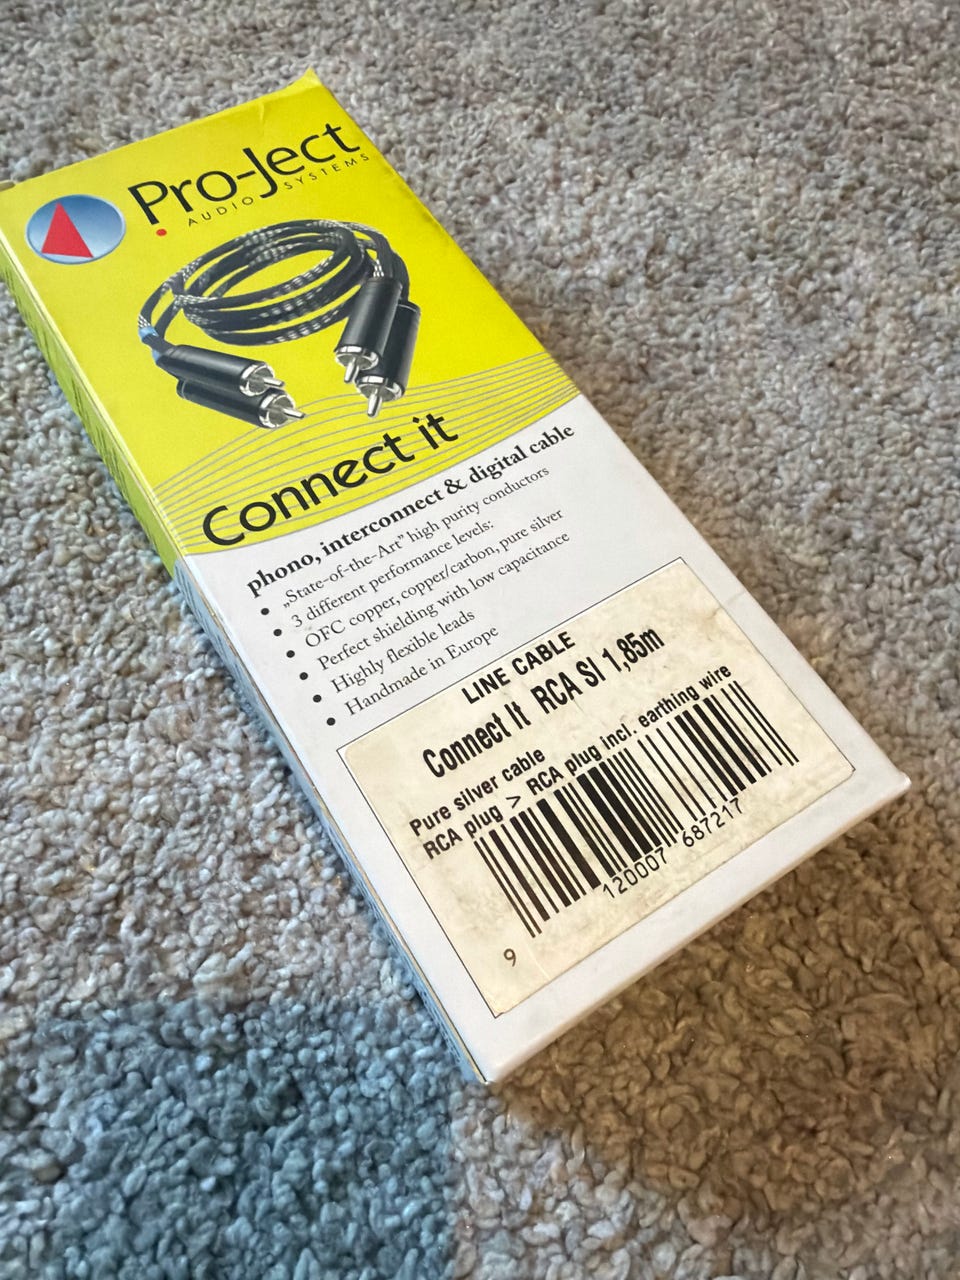 Pro-Ject
AUDIO SYSTEMS
Connect it
phono, interconnect & digital cable
• „State-of-the-Art” high purity conductors
• 3 different performance levels:
OFC copper, copper/carbon, pure silver
• Perfect shielding with low capacitance
• Highly flexible leads
• Handmade in Europe
LINE CABLE
Connect It RCA SI 1,85m
Pure silver cable
RCA plug > RCA plug incl. earthing wire
9 120007 687217